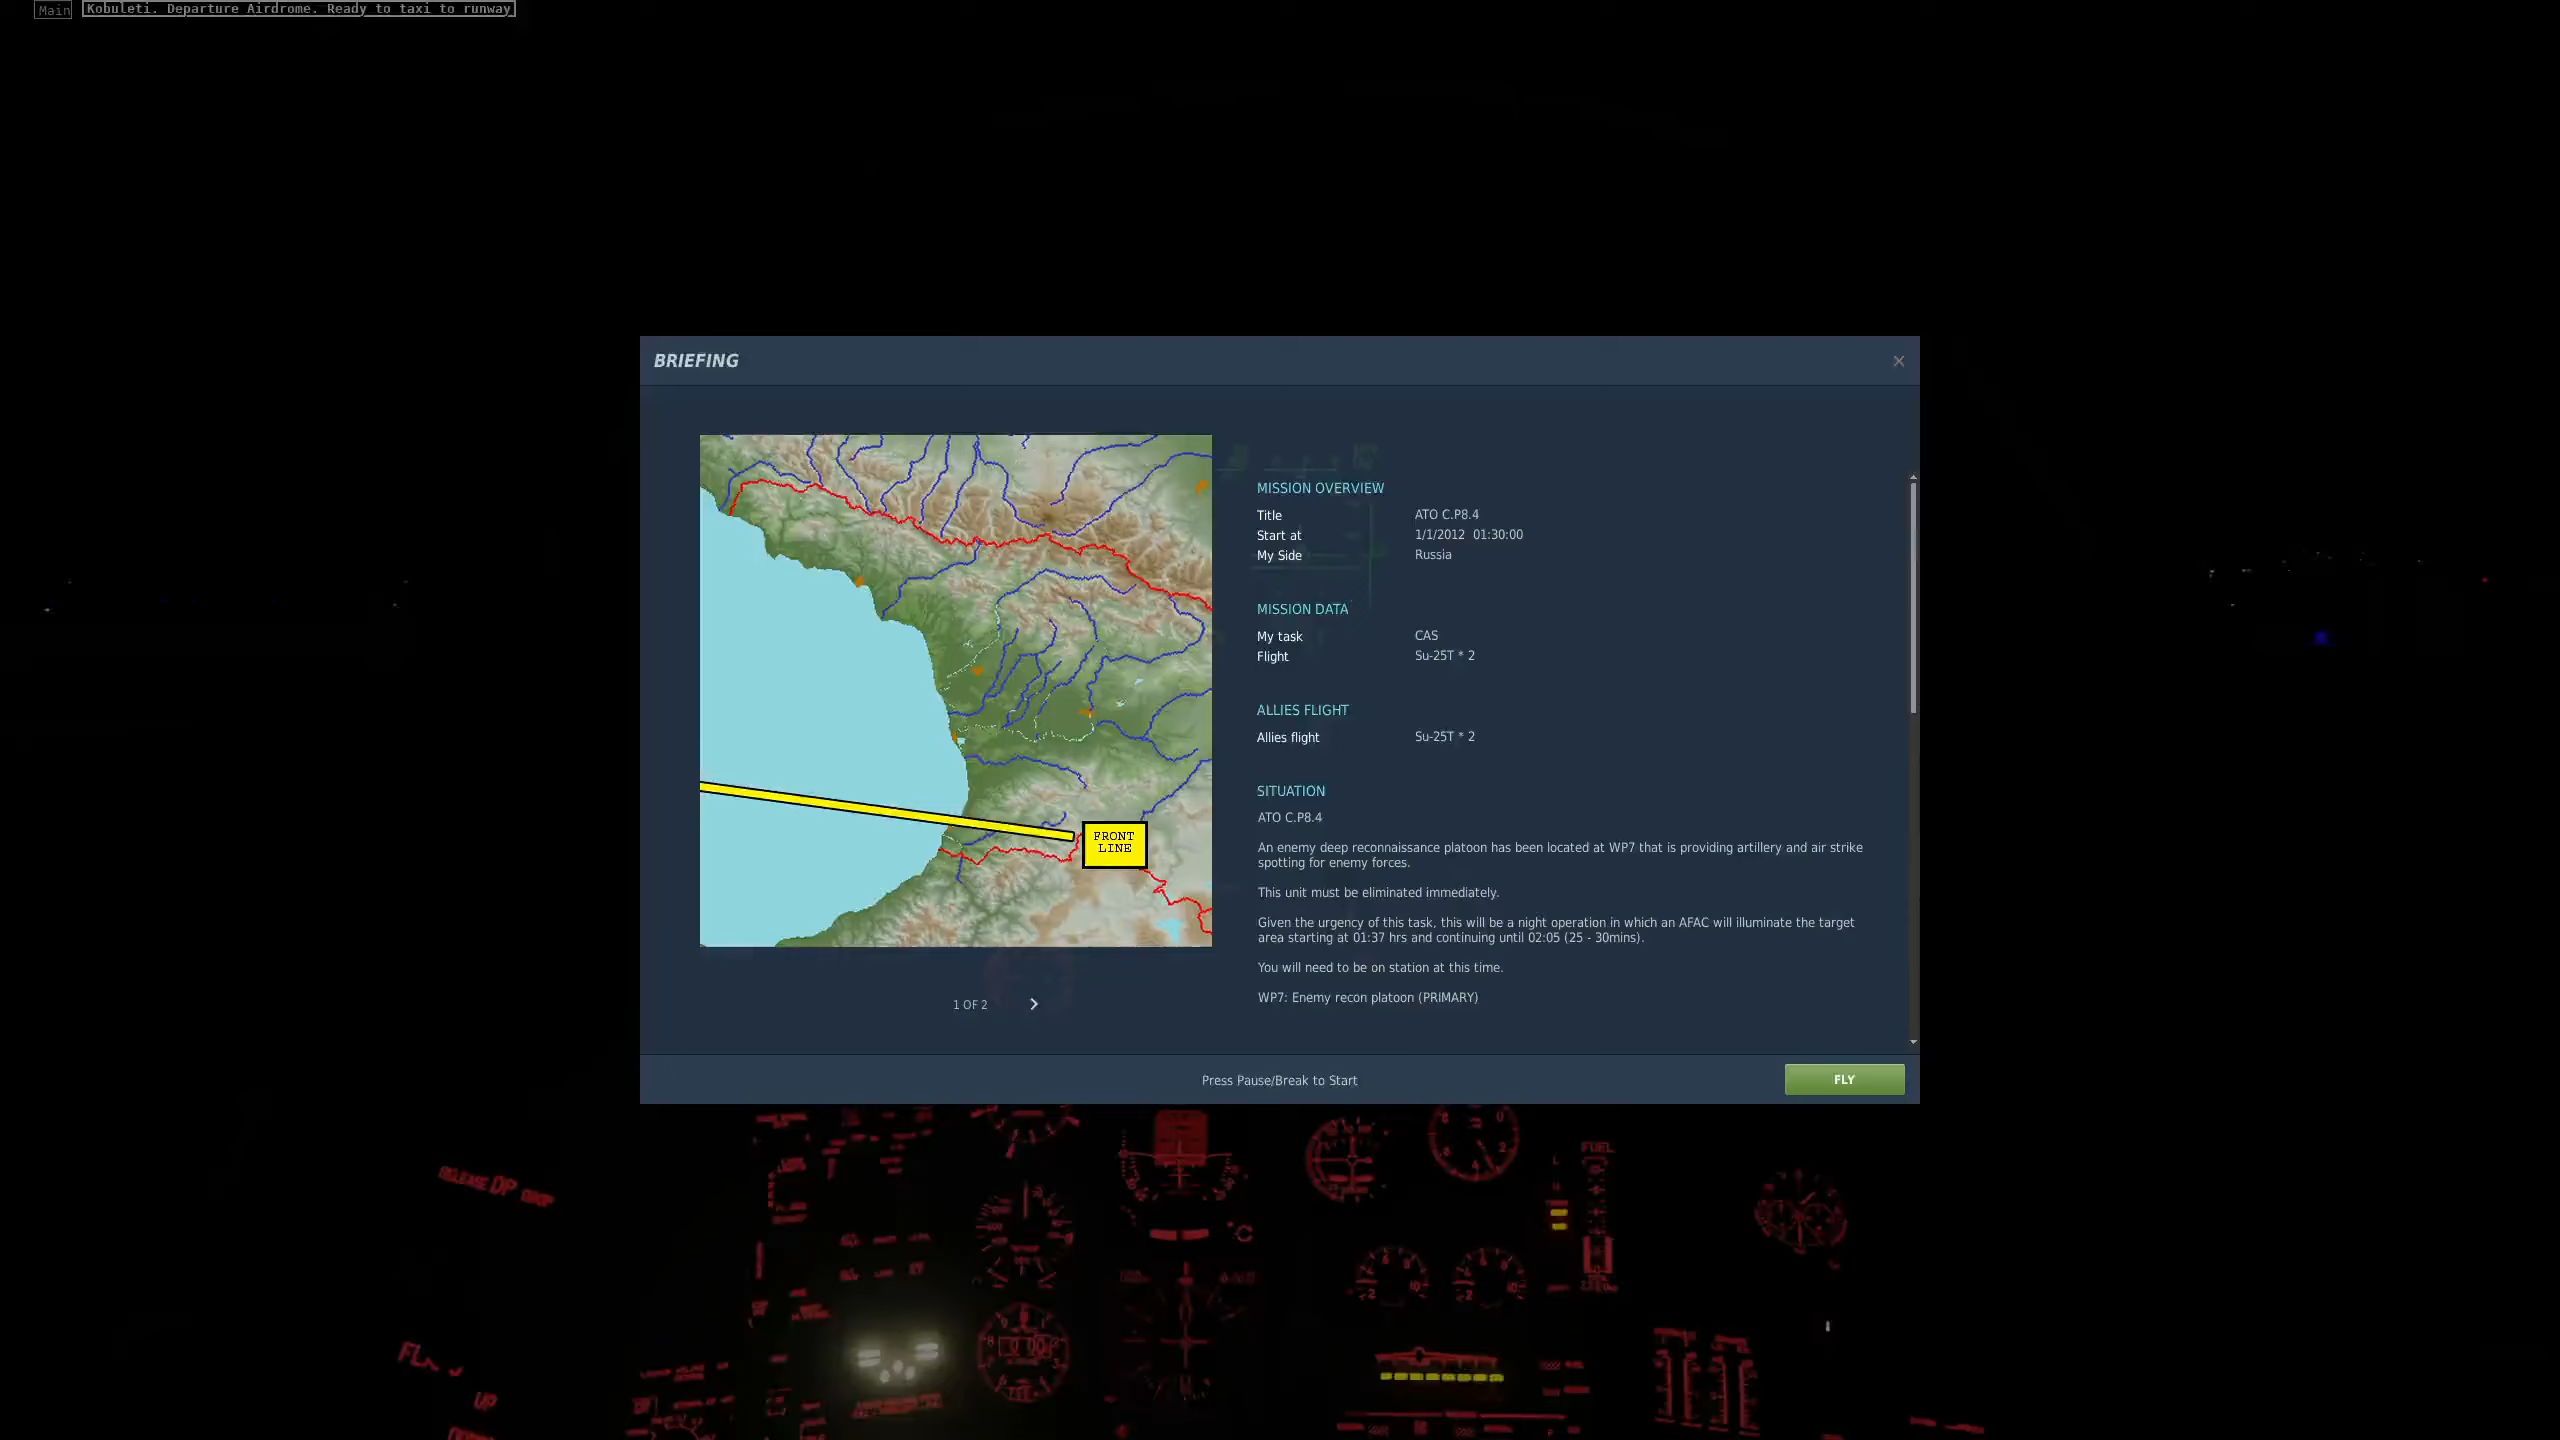 Main Kobuleti. Departure Airdrome. Ready to taxi to runway
BRIEFING
FRONT
LINE
1 OF 2
MISSION OVERVIEW
Title ATO C.P8.4
Start at 1/1/2012 01:30:00
My Side Russia
MISSION DATA
My task CAS
Flight Su-25T * 2
ALLIES FLIGHT
Allies flight Su-25T * 2
SITUATION
ATO C.P8.4
An enemy deep reconnaissance platoon has been located at WP7 that is providing artillery and air strike
spotting for enemy forces.
This unit must be eliminated immediately.
Given the urgency of this task, this will be a night operation in which an AFAC will illuminate the target
area starting at 01:37 hrs and continuing until 02:05 (25 - 30mins).
You will need to be on station at this time.
WP7: Enemy recon platoon (PRIMARY)
Press Pause/Break to Start
FLY
FUEL
RELEASE DP
UP